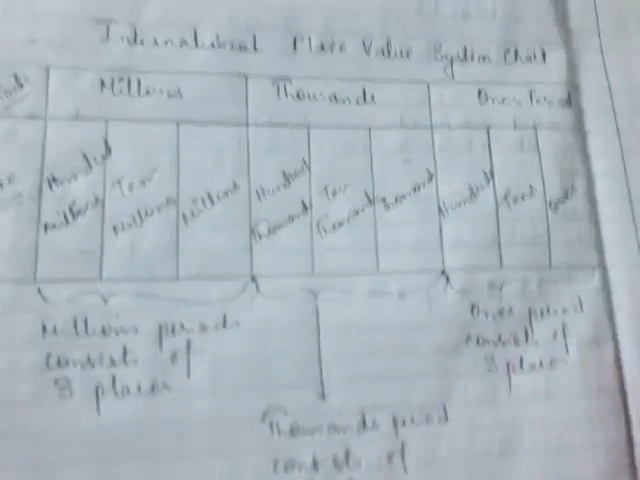 International Place Value System Chart
Millions Thousands Ones Period
Hundred Millions Ten Millions Millions Hundred Thousand Ten Thousand Thousand Hundred Tens Ones
Millions period consists of 3 places
Ones period consists of 3 places
Thousands period consists of